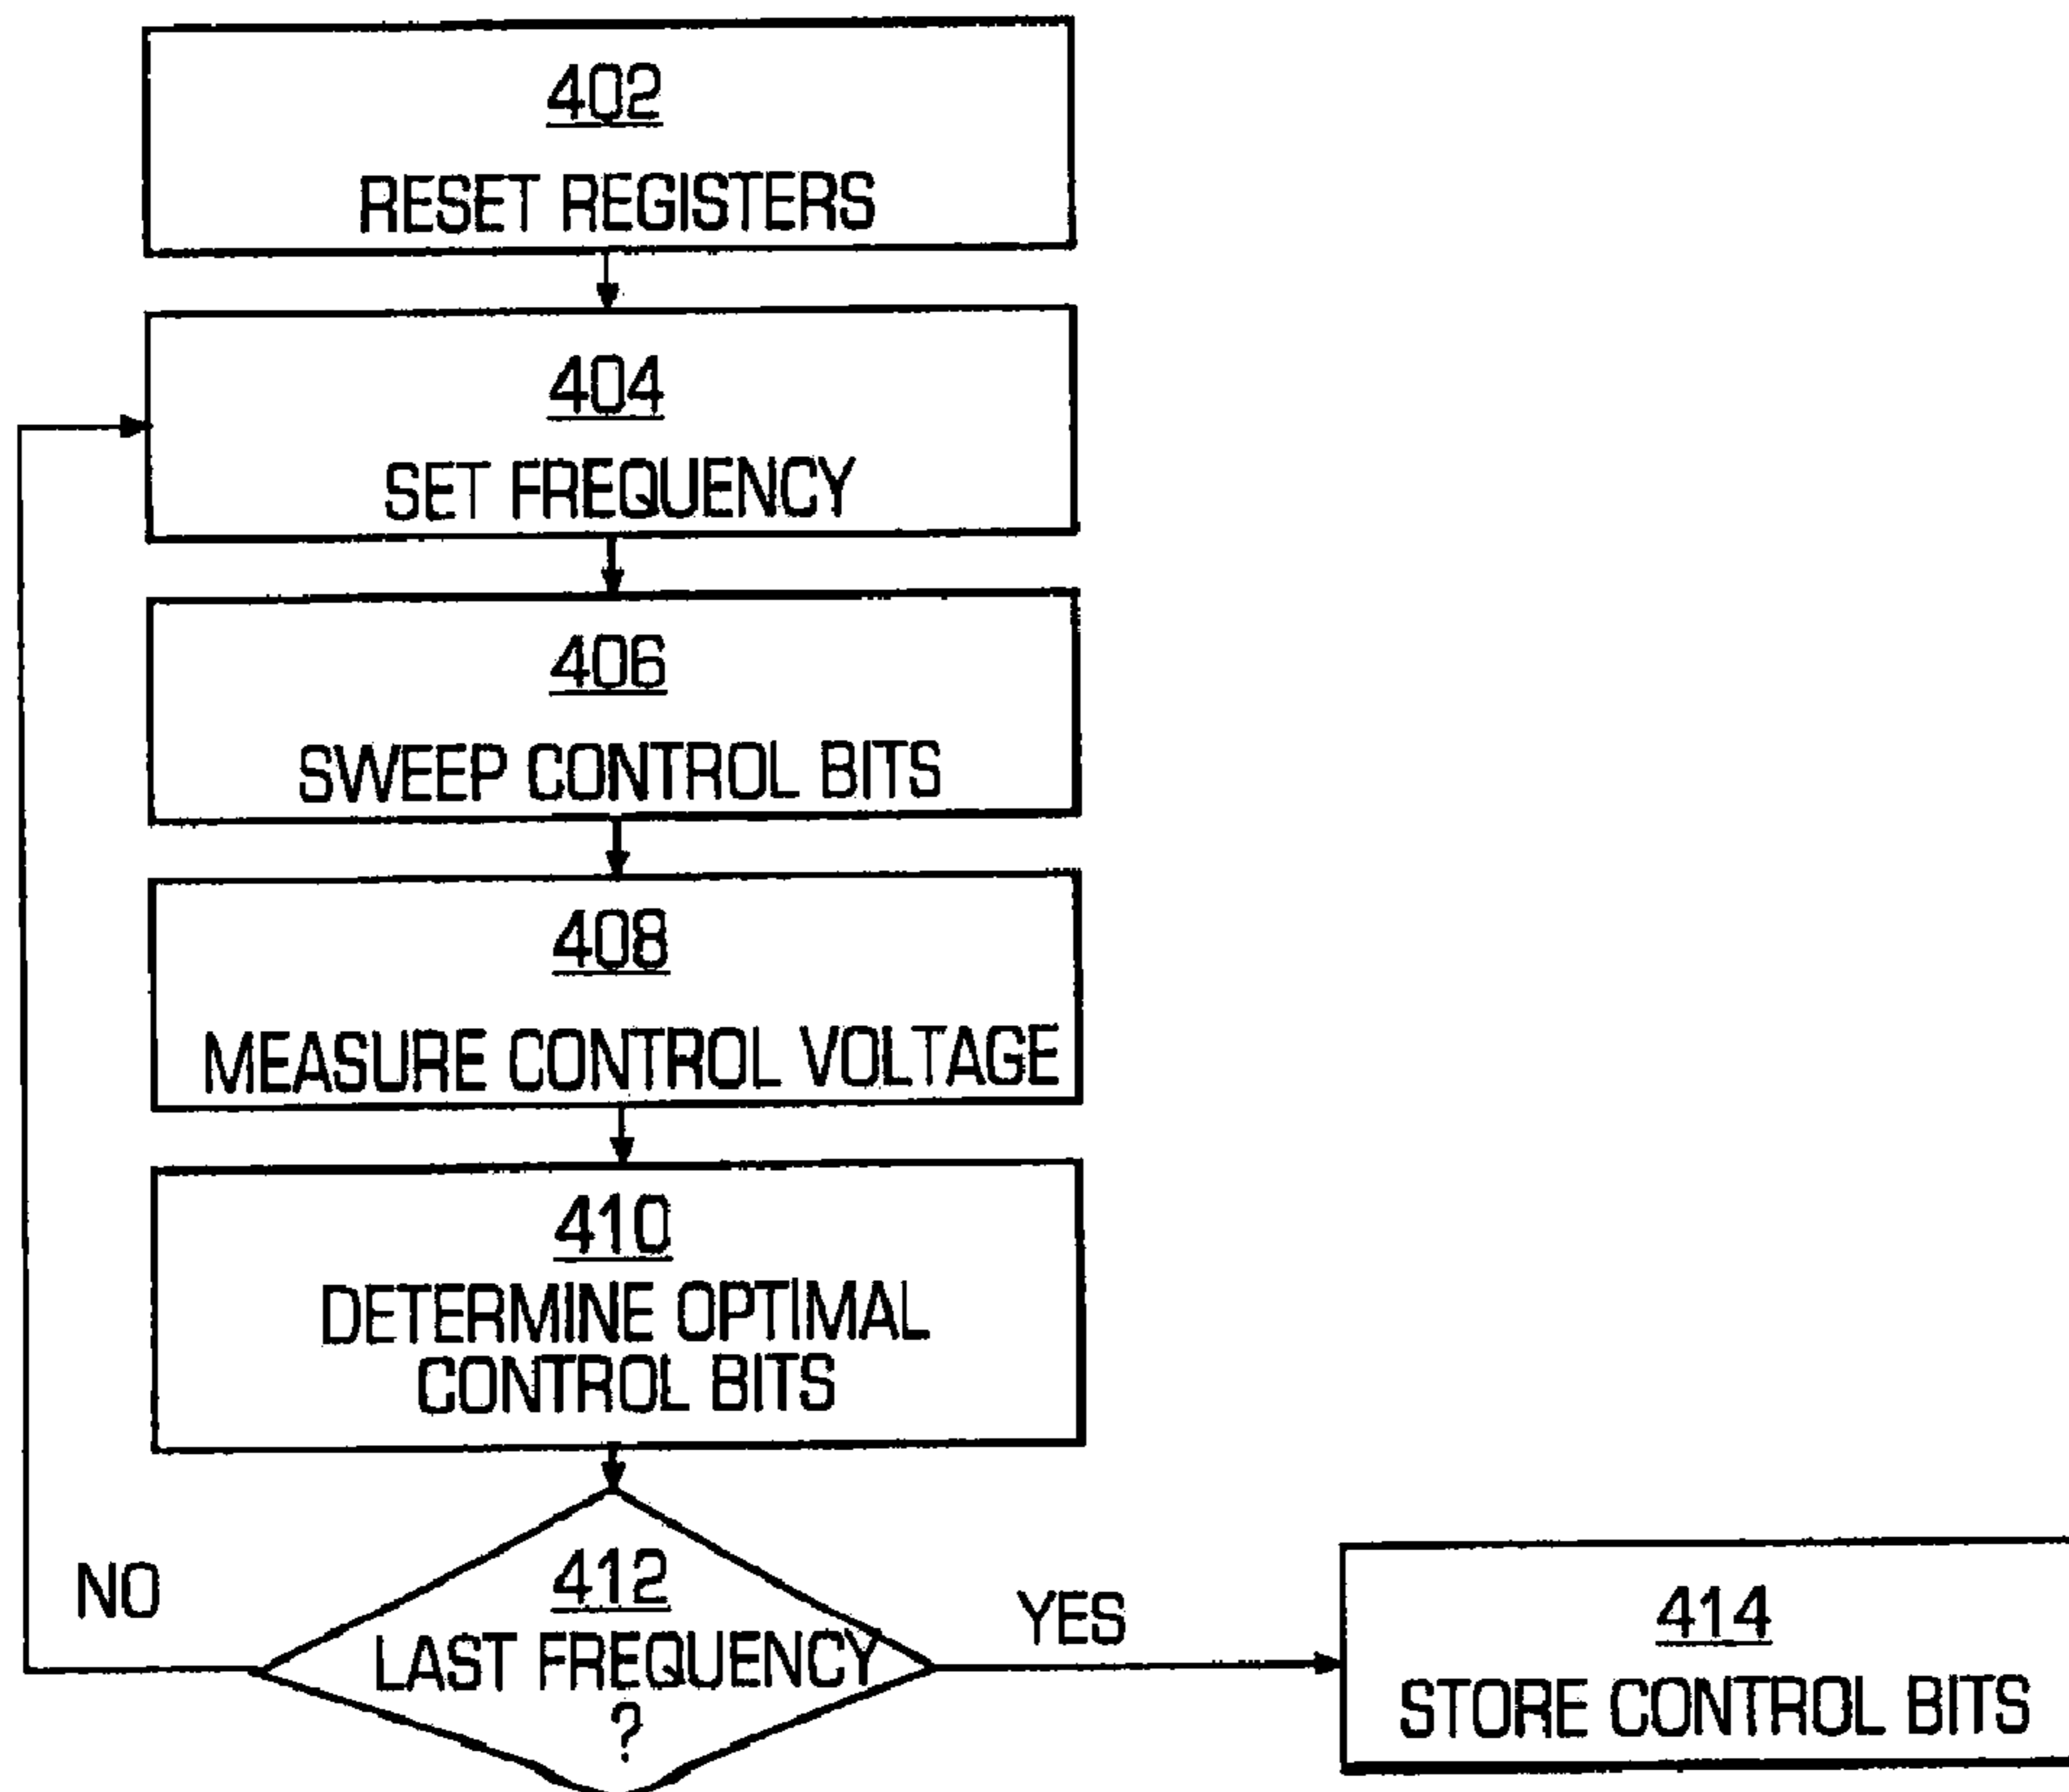 402
RESET REGISTERS
404
SET FREQUENCY
406
SWEEP CONTROL BITS
408
MEASURE CONTROL VOLTAGE
410
DETERMINE OPTIMAL
CONTROL BITS
412
LAST FREQUENCY
?
NO
YES
414
STORE CONTROL BITS